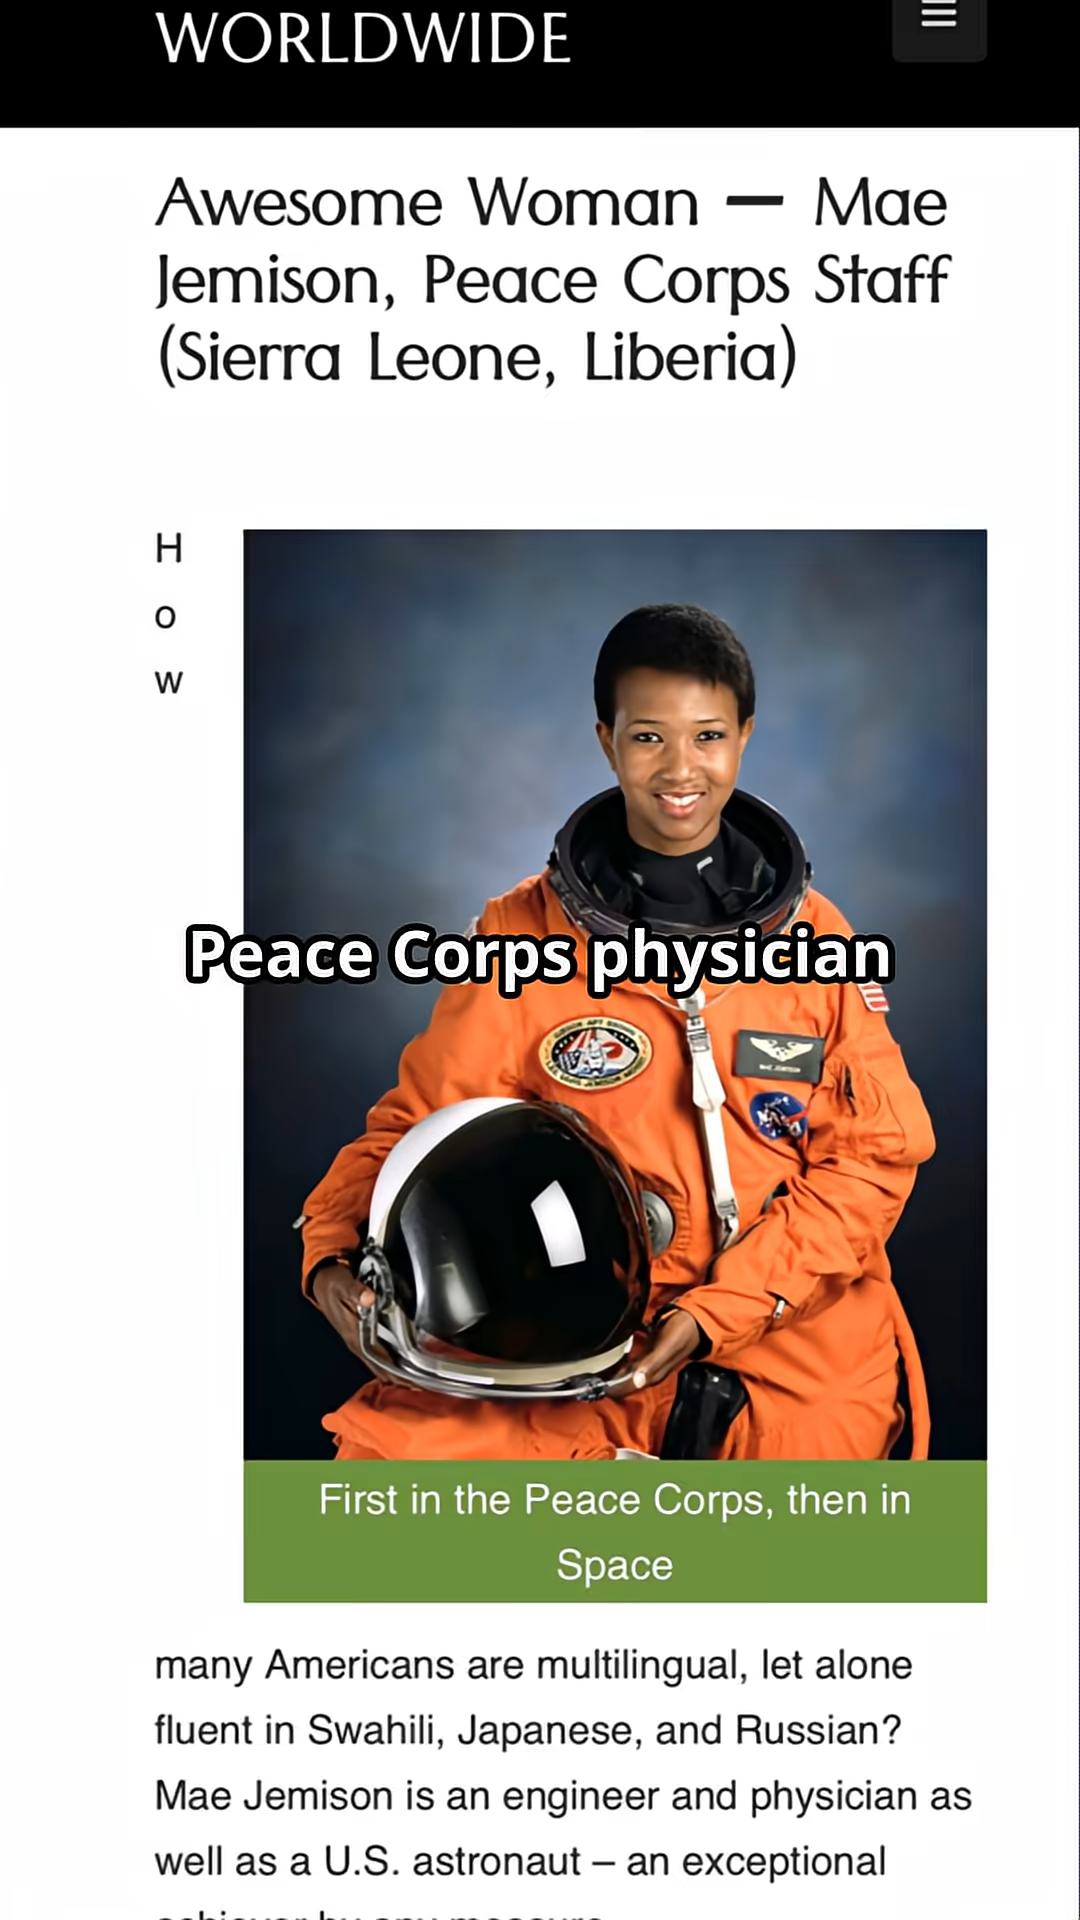 WORLDWIDE
Awesome Woman — Mae
Jemison, Peace Corps Staff
(Sierra Leone, Liberia)
H
o
w
Peace Corps physician
First in the Peace Corps, then in
Space
many Americans are multilingual, let alone
fluent in Swahili, Japanese, and Russian?
Mae Jemison is an engineer and physician as
well as a U.S. astronaut – an exceptional